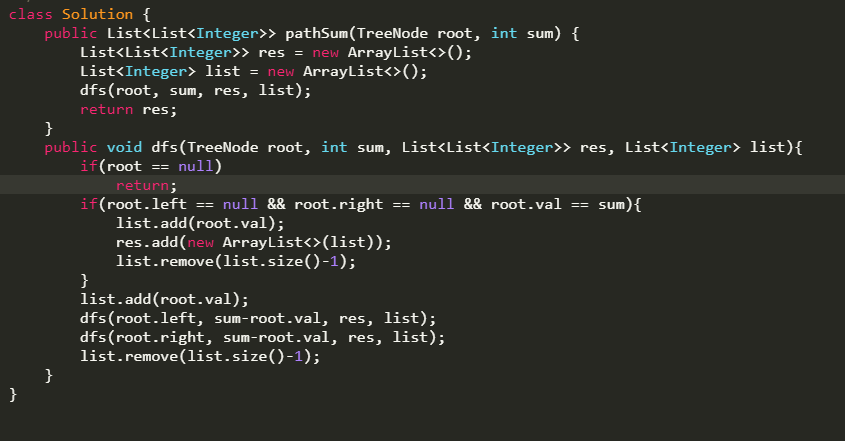 class Solution {
    public List<List<Integer>> pathSum(TreeNode root, int sum) {
        List<List<Integer>> res = new ArrayList<>();
        List<Integer> list = new ArrayList<>();
        dfs(root, sum, res, list);
        return res;
    }
    public void dfs(TreeNode root, int sum, List<List<Integer>> res, List<Integer> list){
        if(root == null)
            return;
        if(root.left == null && root.right == null && root.val == sum){
            list.add(root.val);
            res.add(new ArrayList<>(list));
            list.remove(list.size()-1);
        }
        list.add(root.val);
        dfs(root.left, sum-root.val, res, list);
        dfs(root.right, sum-root.val, res, list);
        list.remove(list.size()-1);
    }
}